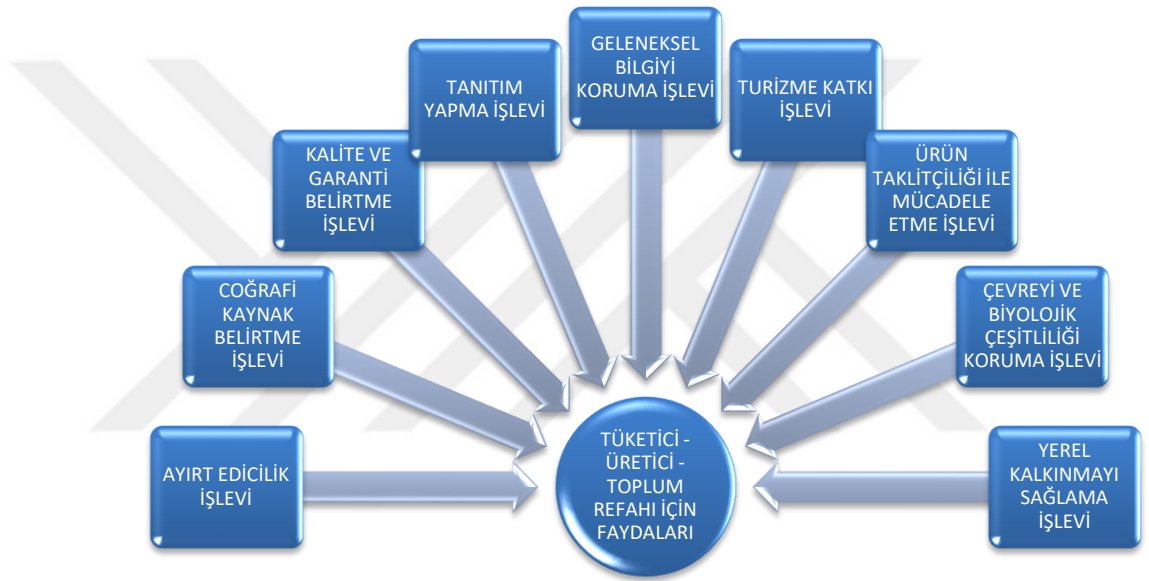 AYIRT EDİCİLİK
İŞLEVİ
COĞRAFİ
KAYNAK
BELİRTME
İŞLEVİ
KALİTE VE
GARANTİ
BELİRTME
İŞLEVİ
TANITIM
YAPMA İŞLEVİ
GELENEKSEL
BİLGİYİ
KORUMA İŞLEVİ
TURİZME KATKI
İŞLEVİ
ÜRÜN
TAKLİTÇİLİĞİ İLE
MÜCADELE
ETME İŞLEVİ
ÇEVREYİ VE
BİYOLOJİK
ÇEŞİTLİLİĞİ
KORUMA İŞLEVİ
YEREL
KALKINMAYI
SAĞLAMA
İŞLEVİ
TÜKETİCİ -
ÜRETİCİ -
TOPLUM
REFAHI İÇİN
FAYDALARI